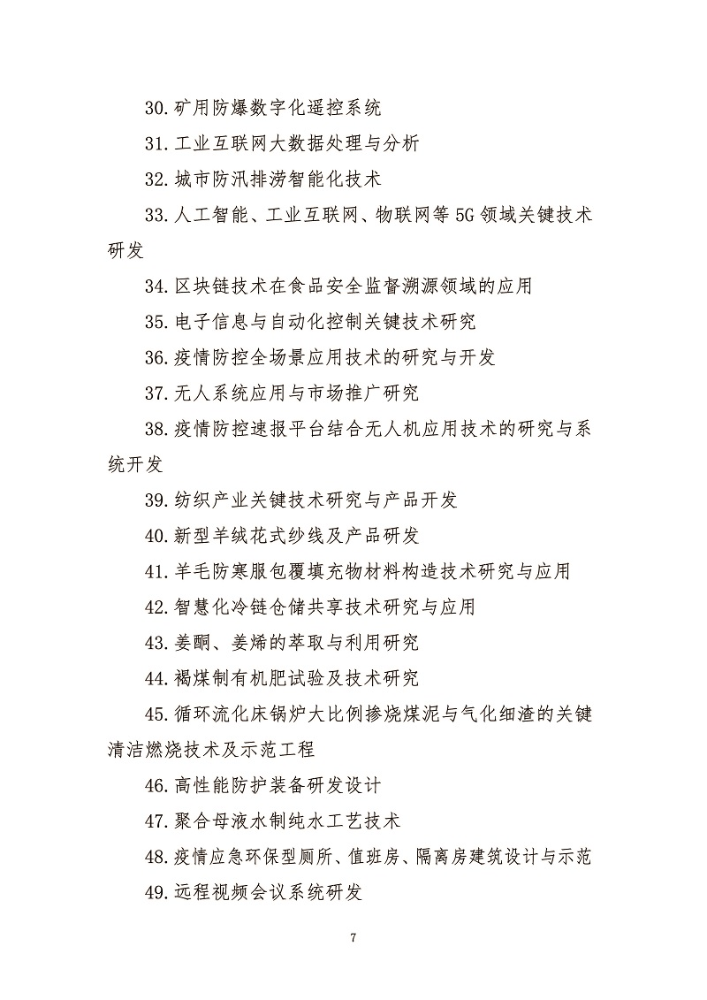 30.矿用防爆数字化遥控系统
31.工业互联网大数据处理与分析
32.城市防汛排涝智能化技术
33.人工智能、工业互联网、物联网等 5G 领域关键技术
研发
34.区块链技术在食品安全监督溯源领域的应用
35.电子信息与自动化控制关键技术研究
36.疫情防控全场景应用技术的研究与开发
37.无人系统应用与市场推广研究
38.疫情防控速报平台结合无人机应用技术的研究与系
统开发
39.纺织产业关键技术研究与产品开发
40.新型羊绒花式纱线及产品研发
41.羊毛防寒服包覆填充物材料构造技术研究与应用
42.智慧化冷链仓储共享技术研究与应用
43.姜酮、姜烯的萃取与利用研究
44.褐煤制有机肥试验及技术研究
45.循环流化床锅炉大比例掺烧煤泥与气化细渣的关键
清洁燃烧技术及示范工程
46.高性能防护装备研发设计
47.聚合母液水制纯水工艺技术
48.疫情应急环保型厕所、值班房、隔离房建筑设计与示范
49.远程视频会议系统研发
7